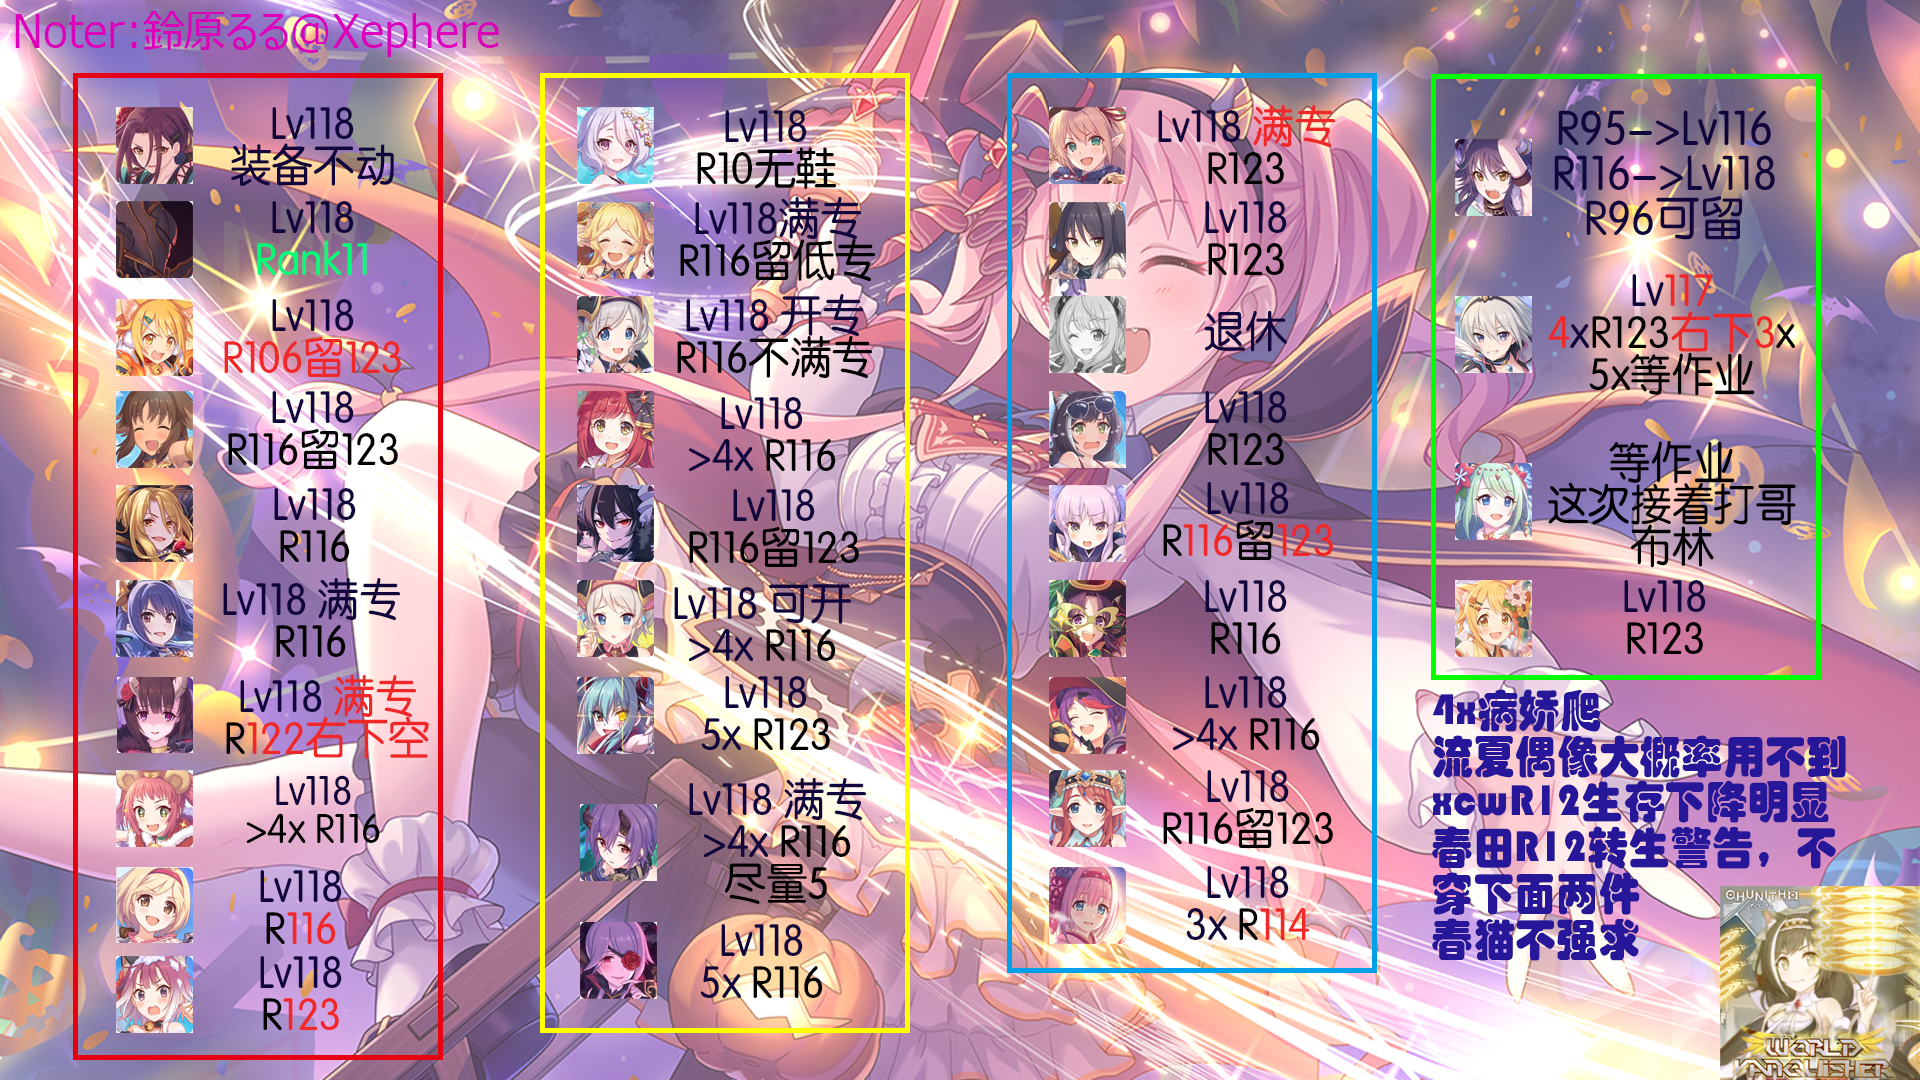 Noter:鈴原るる@Xephere
Lv118
装备不动
Lv118
Rank11
Lv118
R106留123
Lv118
R116留123
Lv118
R116
Lv118 满专
R116
Lv118 满专
R122右下空
Lv118
>4x R116
Lv118
R116
Lv118
R123
Lv118
R10无鞋
Lv118满专
R116留低专
Lv118 开专
R116不满专
Lv118
>4x R116
Lv118
R116留123
Lv118 可开
>4x R116
Lv118
5x R123
Lv118 满专
>4x R116
尽量5
Lv118
5x R116
Lv118 满专
R123
Lv118
R123
退休
Lv118
R123
Lv118
R116留123
Lv118
R116
Lv118
>4x R116
Lv118
R116留123
Lv118
3x R114
R95->Lv116
R116->Lv118
R96可留
Lv117
4xR123右下3x
5x等作业
等作业
这次接着打哥
布林
Lv118
R123
4x病娇爬
流夏偶像大概率用不到
xcwR12生存下降明显
春田R12转生警告，不
穿下面两件
春猫不强求
CHUNITHM
WORLD
VANQUISHER